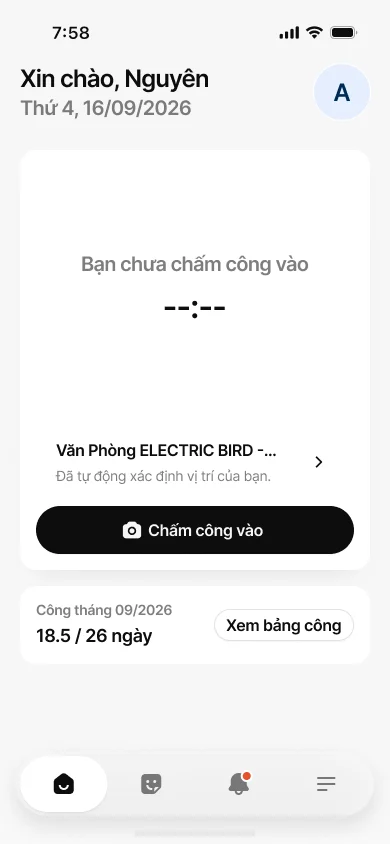 7:58
Xin chào, Nguyên
Thứ 4, 16/09/2026
A
Bạn chưa chấm công vào
--:--
Văn Phòng ELECTRIC BIRD -...
Đã tự động xác định vị trí của bạn.
Chấm công vào
Công tháng 09/2026
18.5 / 26 ngày
Xem bảng công